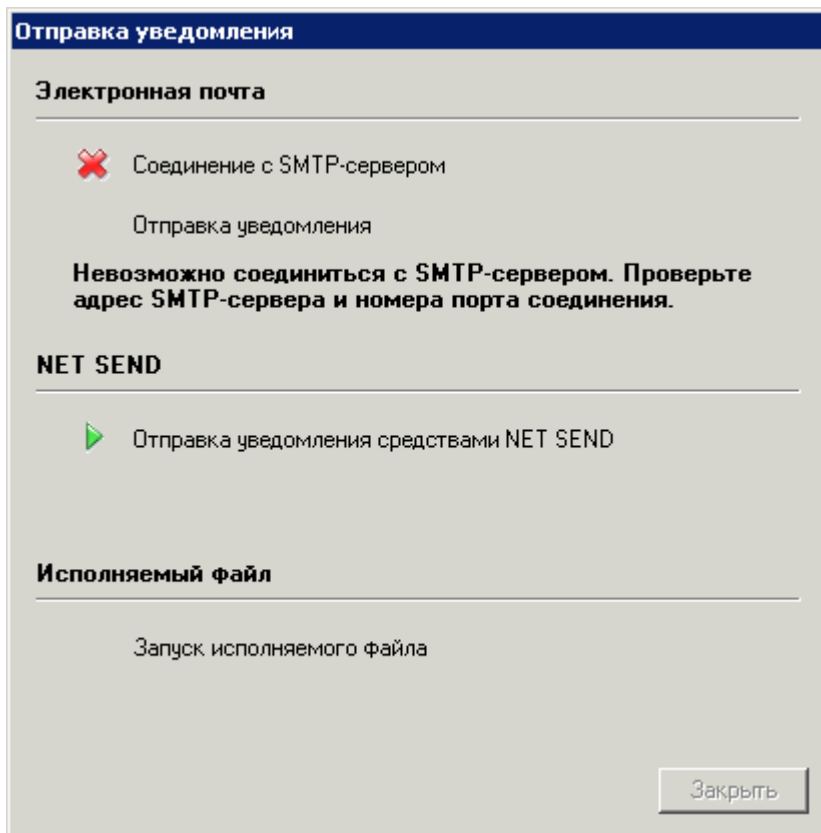 Отправка уведомления
Электронная почта
Соединение с SMTP-сервером
Отправка уведомления
Невозможно соединиться с SMTP-сервером. Проверьте
адрес SMTP-сервера и номера порта соединения.
NET SEND
Отправка уведомления средствами NET SEND
Исполняемый файл
Запуск исполняемого файла
Закрыть